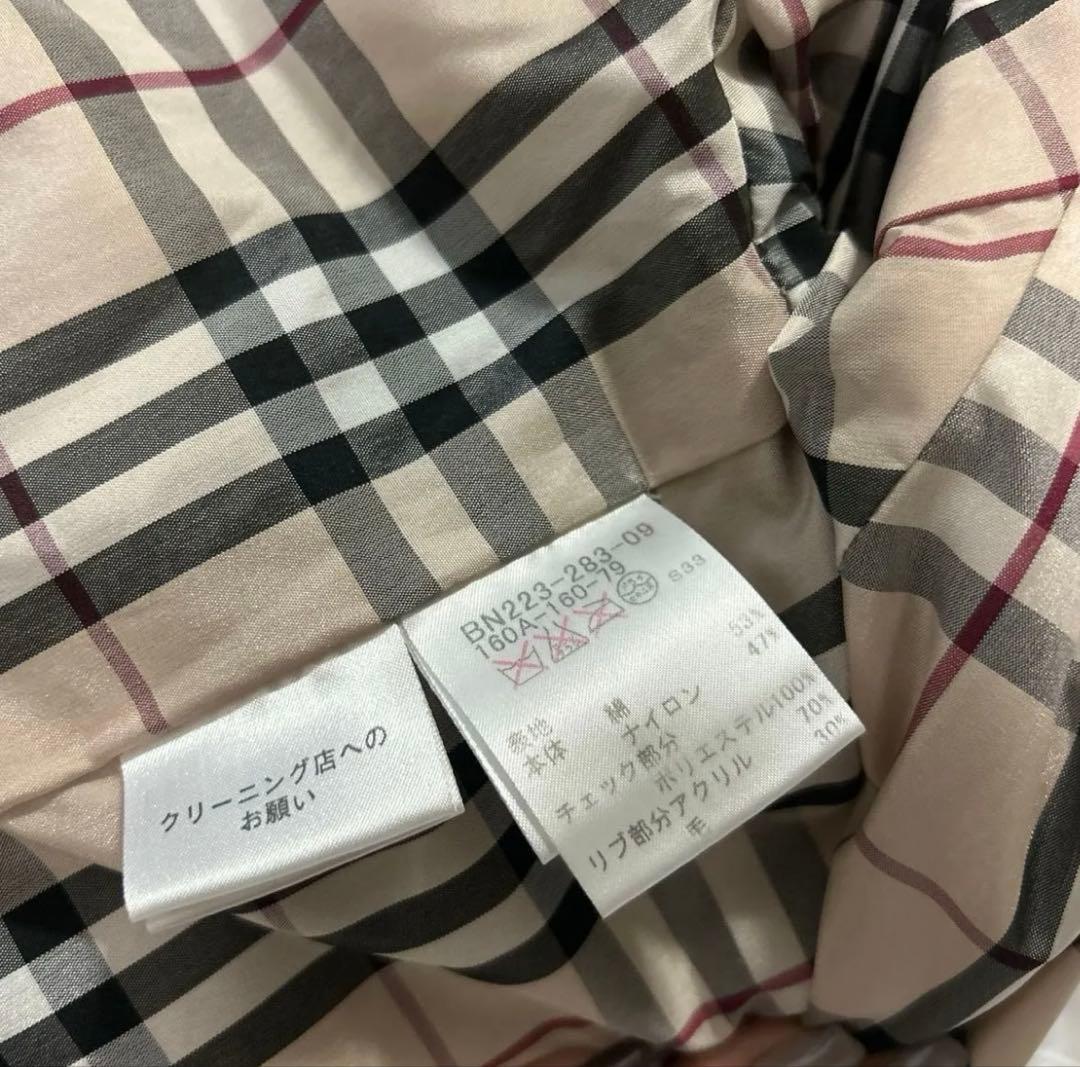 BN223-283-09
160A-160-79 S33
表地
本体 綿 53%
ナイロン 47%
チェック部分
ポリエステル100%
リブ部分アクリル 70%
毛 30%
クリーニング店への
お願い